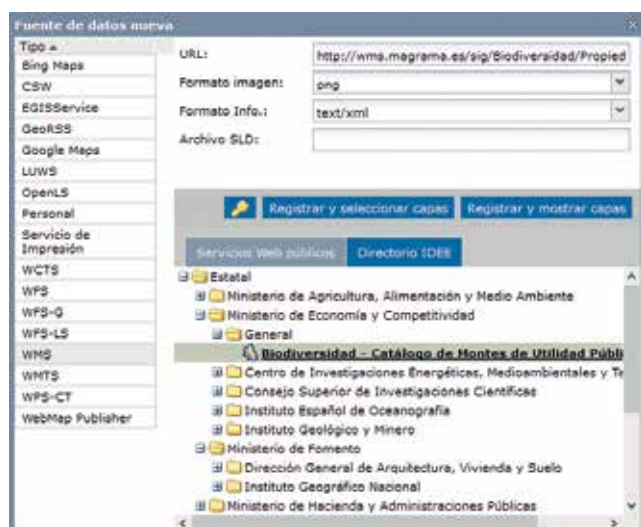 Fuente de datos nueva
Tipo
Bing Maps
CSW
EGISService
GeoRSS
Google Maps
LUWS
OpenLS
Personal
Servicio de
Impresión
WCTS
WFS
WFS-G
WFS-LS
WMS
WMTS
WPS-CT
WebMap Publisher
URL: http://wms.magrama.es/sig/Biodiversidad/Propied
Formato imagen: png
Formato Info.: text/xml
Archivo SLD:
Registrar y seleccionar capas Registrar y mostrar capas
Servicios Web públicos Directorio IDEE
Estatal
Ministerio de Agricultura, Alimentación y Medio Ambiente
Ministerio de Economía y Competitividad
General
Biodiversidad - Catálogo de Montes de Utilidad Públi
Centro de Investigaciones Energéticas, Medioambientales y Te
Consejo Superior de Investigaciones Científicas
Instituto Español de Oceanografía
Instituto Geológico y Minero
Ministerio de Fomento
Dirección General de Arquitectura, Vivienda y Suelo
Instituto Geográfico Nacional
Ministerio de Hacienda y Administraciones Públicas